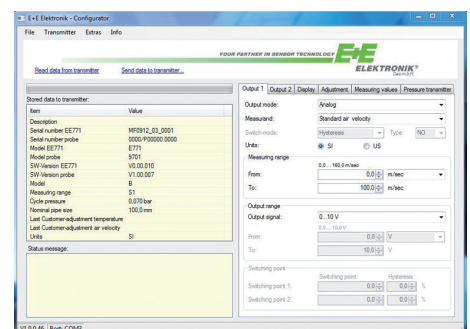 E+E Elektronik - Configurator
File Transmitter Extras Info
YOUR PARTNER IN SENSOR TECHNOLOGY
E+E
ELEKTRONIK®
Ges.m.b.H.
Read data from transmitter Send data to transmitter...
Stored data to transmitter:
Item Value
Description
Serial number EE771 MF0912_03_0001
Serial number probe 0000/P00000.0000
Model EE771 E771
Model probe 9701
SW-Version EE771 V0.00.010
SW-Version probe V1.00.007
Model B
Measuring range S1
Cycle pressure 0,070 bar
Nominal pipe size 100,0 mm
Last Customer-adjustment temperature
Last Customer-adjustment air velocity
Units SI
Status message:
Output 1 Output 2 Display Adjustment Measuring values Pressure transmitter
Output mode: Analog
Measurand: Standard air velocity
Switch-mode: Hysteresis Type: NO
Units: SI US
Measuring range
0,0 ... 160,0 m/sec
From: 0,0 m/sec
To: 100,0 m/sec
Output range
Output signal: 0...10 V
0,0 ... 10,0 V
From: 0,0 V
To: 10,0 V
Switching point
Switching point: Hysteresis:
Switching point 1: 0,0 0,0 %
Switching point 2: 0,0 0,0 %
V1.0.0.46 Port: COM3